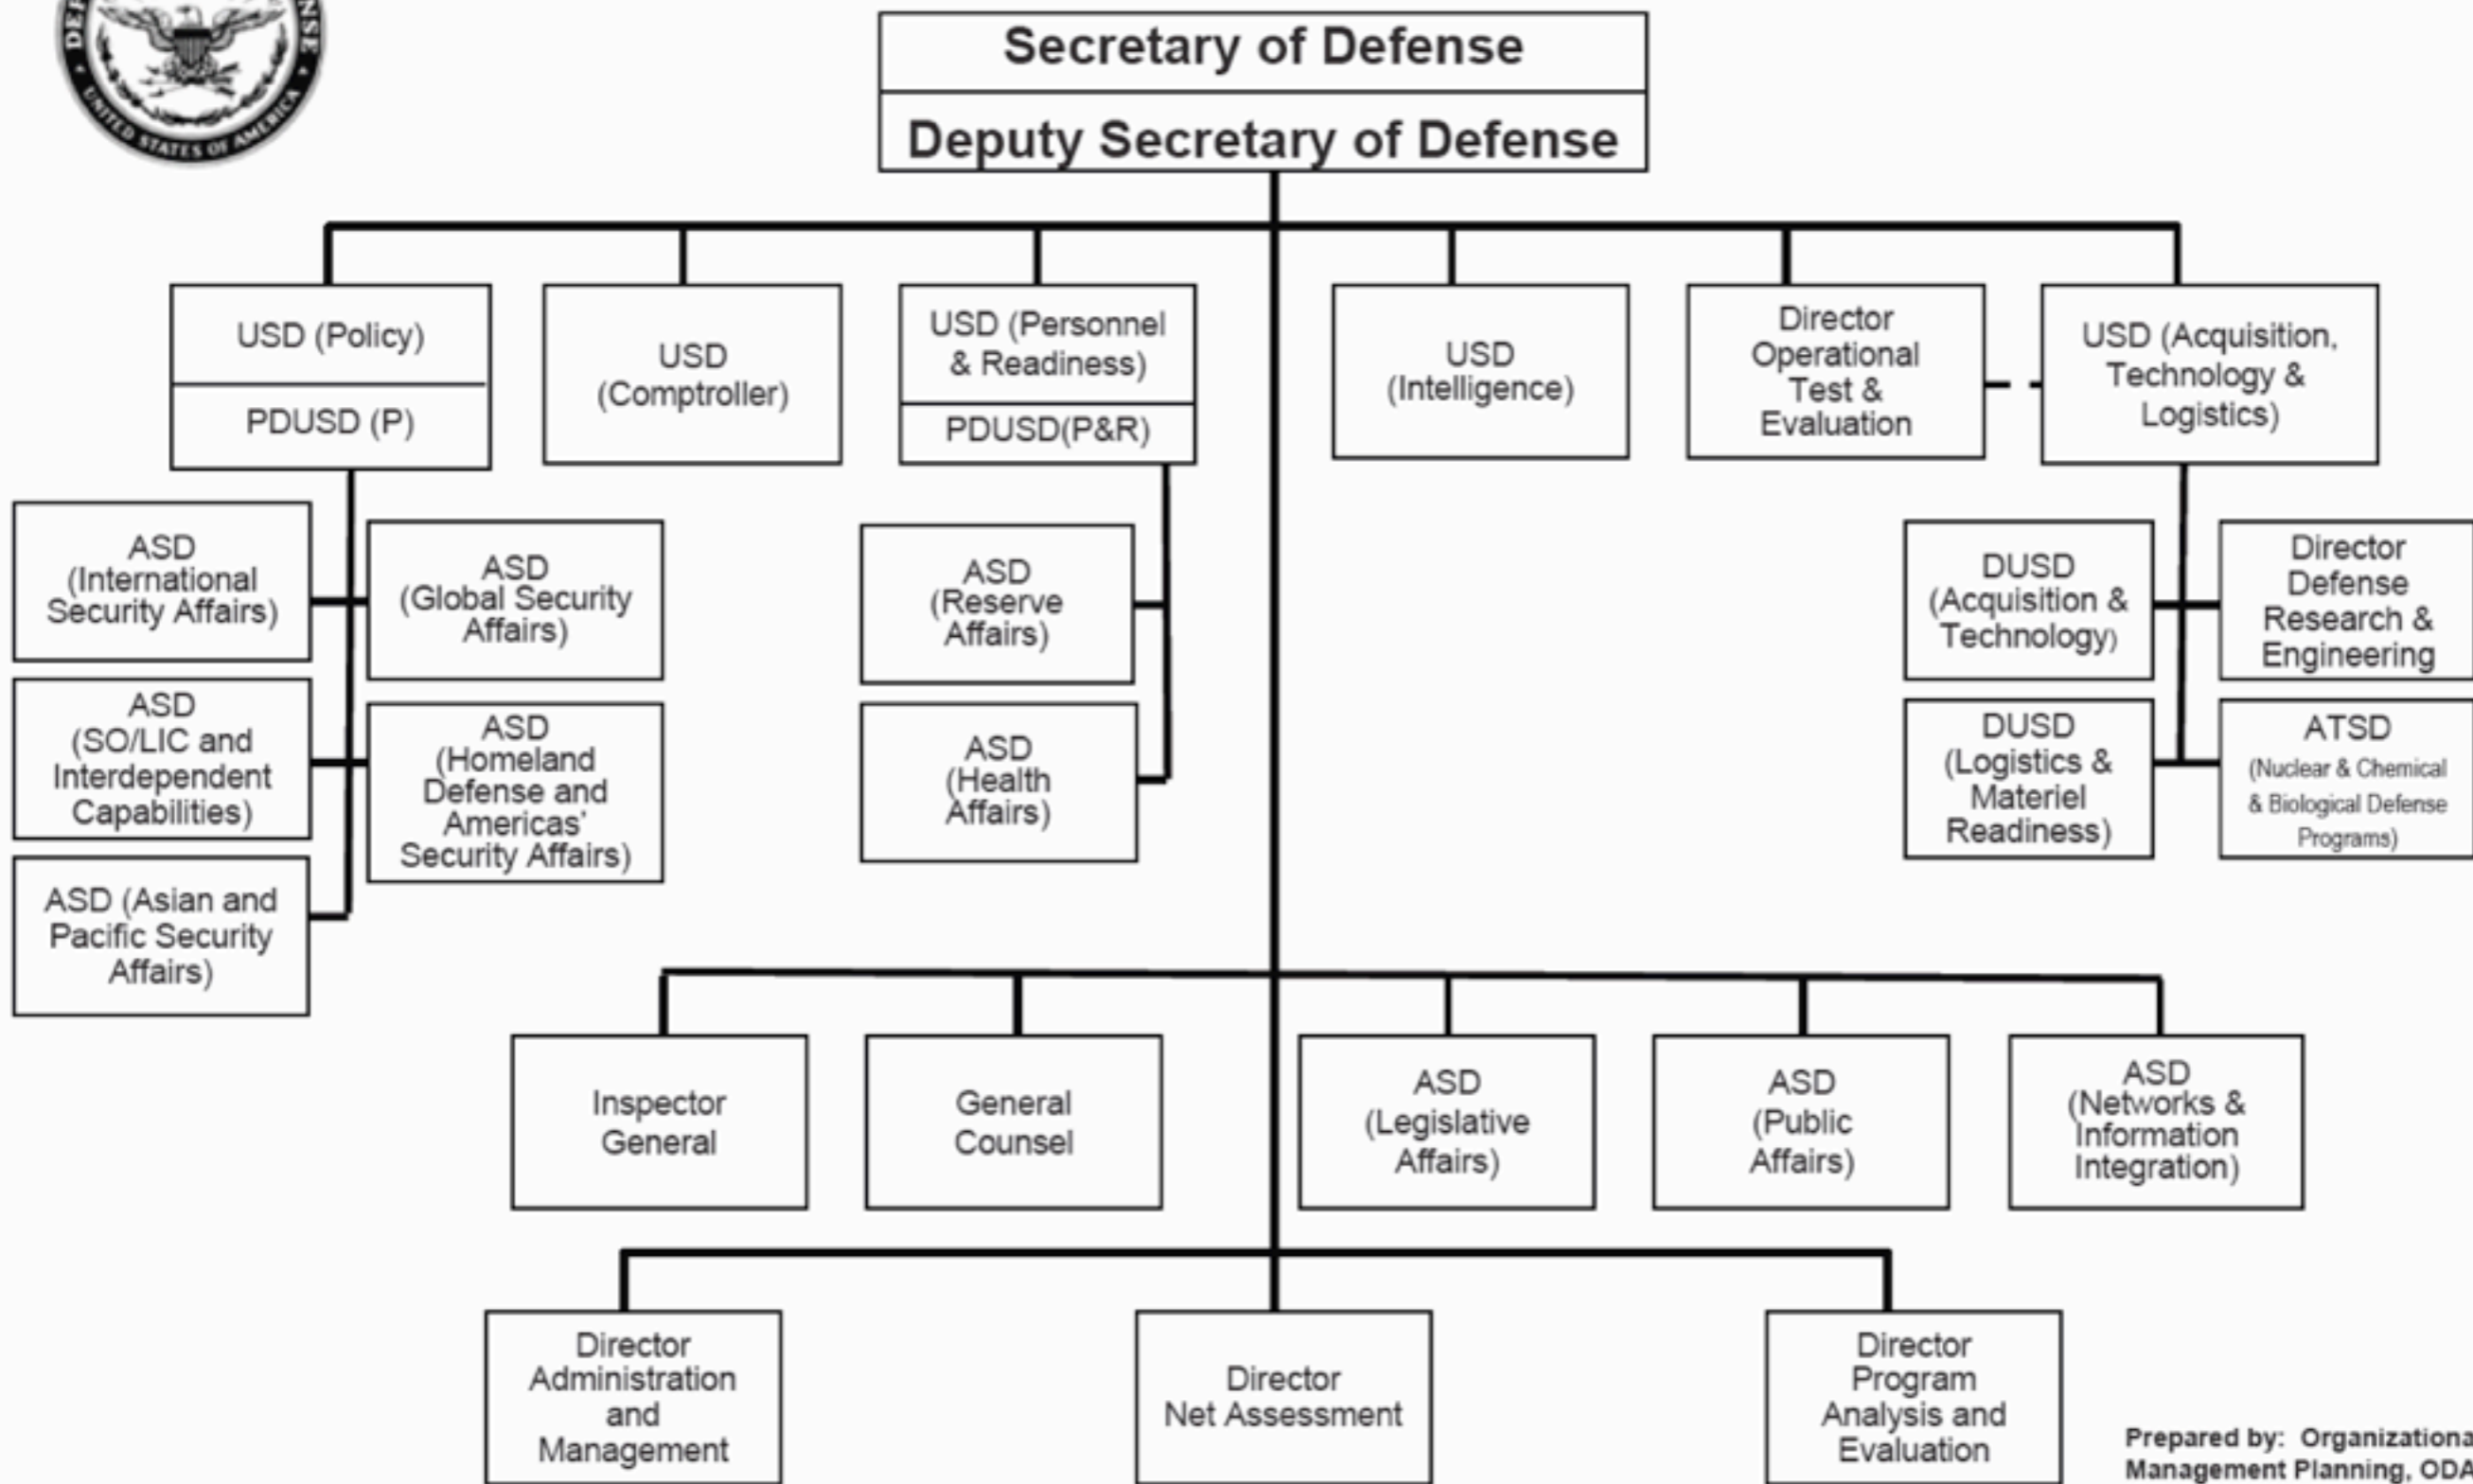 UNITED STATES OF AMERICA
Secretary of Defense
Deputy Secretary of Defense
USD (Policy)
PDUSD (P)
USD
(Comptroller)
USD (Personnel
& Readiness)
PDUSD(P&R)
USD
(Intelligence)
Director
Operational
Test &
Evaluation
USD (Acquisition,
Technology &
Logistics)
ASD
(International
Security Affairs)
ASD
(Global Security
Affairs)
ASD
(SO/LIC and
Interdependent
Capabilities)
ASD
(Homeland
Defense and
Americas'
Security Affairs)
ASD (Asian and
Pacific Security
Affairs)
ASD
(Reserve
Affairs)
ASD
(Health
Affairs)
DUSD
(Acquisition &
Technology)
Director
Defense
Research &
Engineering
DUSD
(Logistics &
Materiel
Readiness)
ATSD
(Nuclear & Chemical
& Biological Defense
Programs)
Inspector
General
General
Counsel
ASD
(Legislative
Affairs)
ASD
(Public
Affairs)
ASD
(Networks &
Information
Integration)
Director
Administration
and
Management
Director
Net Assessment
Director
Program
Analysis and
Evaluation
Prepared by: Organizationa
Management Planning, ODA